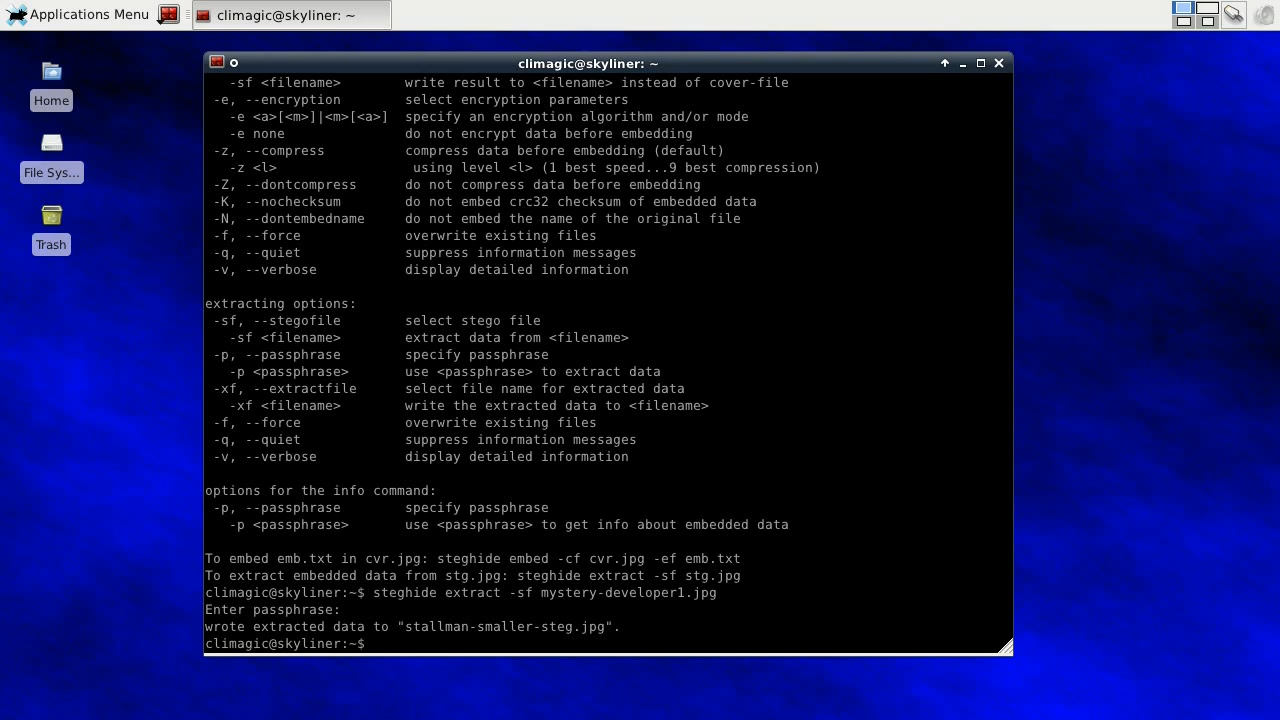 Applications Menu
climagic@skyliner: ~
Home
File Sys...
Trash
climagic@skyliner: ~
-sf <filename>        write result to <filename> instead of cover-file
-e, --encryption        select encryption parameters
-e <a>[<m>]|<m>[<a>]  specify an encryption algorithm and/or mode
-e none               do not encrypt data before embedding
-z, --compress          compress data before embedding (default)
-z <l>                 using level <l> (1 best speed...9 best compression)
-Z, --dontcompress      do not compress data before embedding
-K, --nochecksum        do not embed crc32 checksum of embedded data
-N, --dontembedname     do not embed the name of the original file
-f, --force             overwrite existing files
-q, --quiet             suppress information messages
-v, --verbose           display detailed information
extracting options:
-sf, --stegofile        select stego file
-sf <filename>        extract data from <filename>
-p, --passphrase        specify passphrase
-p <passphrase>       use <passphrase> to extract data
-xf, --extractfile      select file name for extracted data
-xf <filename>        write the extracted data to <filename>
-f, --force             overwrite existing files
-q, --quiet             suppress information messages
-v, --verbose           display detailed information
options for the info command:
-p, --passphrase        specify passphrase
-p <passphrase>       use <passphrase> to get info about embedded data
To embed emb.txt in cvr.jpg: steghide embed -cf cvr.jpg -ef emb.txt
To extract embedded data from stg.jpg: steghide extract -sf stg.jpg
climagic@skyliner:~$ steghide extract -sf mystery-developer1.jpg
Enter passphrase:
wrote extracted data to "stallman-smaller-steg.jpg".
climagic@skyliner:~$